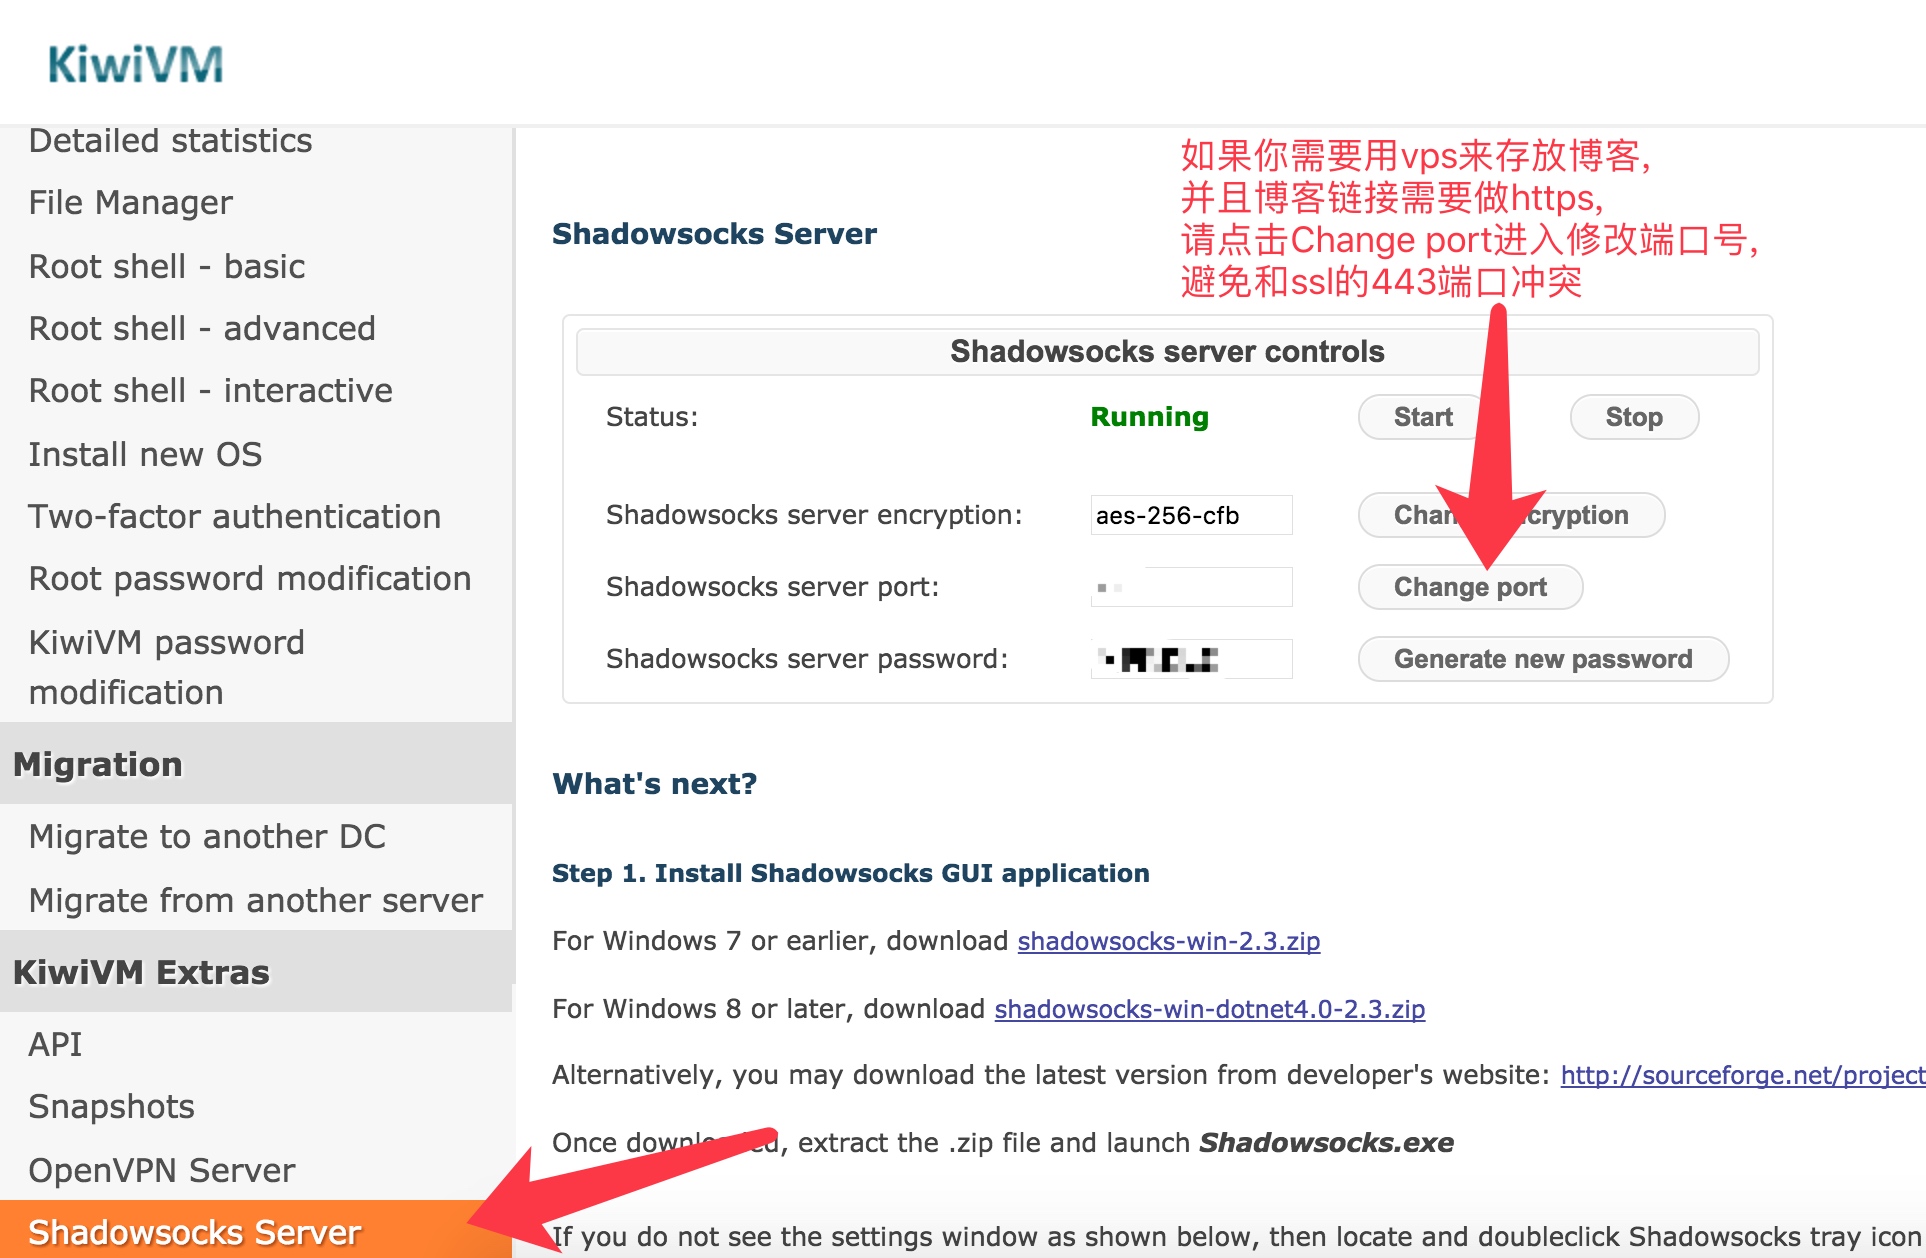 KiwiVM
Detailed statistics
File Manager
Root shell - basic
Root shell - advanced
Root shell - interactive
Install new OS
Two-factor authentication
Root password modification
KiwiVM password
modification
Migration
Migrate to another DC
Migrate from another server
KiwiVM Extras
API
Snapshots
OpenVPN Server
Shadowsocks Server
如果你需要用vps来存放博客,
并且博客链接需要做https,
请点击Change port进入修改端口号,
避免和ssl的443端口冲突
Shadowsocks Server
Shadowsocks server controls
Status: Running Start Stop
Shadowsocks server encryption: aes-256-cfb Chan cryption
Shadowsocks server port: Change port
Shadowsocks server password: Generate new password
What's next?
Step 1. Install Shadowsocks GUI application
For Windows 7 or earlier, download shadowsocks-win-2.3.zip
For Windows 8 or later, download shadowsocks-win-dotnet4.0-2.3.zip
Alternatively, you may download the latest version from developer's website: http://sourceforge.net/project
Once downloaded, extract the .zip file and launch Shadowsocks.exe
If you do not see the settings window as shown below, then locate and doubleclick Shadowsocks tray icon